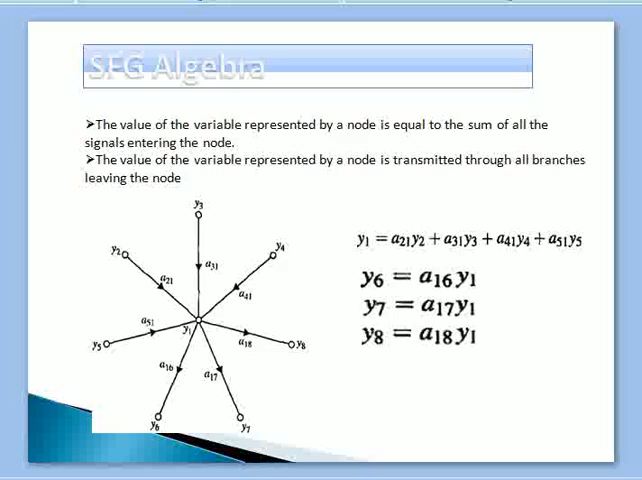 SFG Algebra
➤The value of the variable represented by a node is equal to the sum of all the
signals entering the node.
➤The value of the variable represented by a node is transmitted through all branches
leaving the node
y3
y2
y4
a31
a21
a41
y1 = a21y2 + a31y3 + a41y4 + a51y5
y6 = a16y1
y7 = a17y1
y8 = a18y1
a51
y1
y5
a18
y8
a16
a17
y6
y7